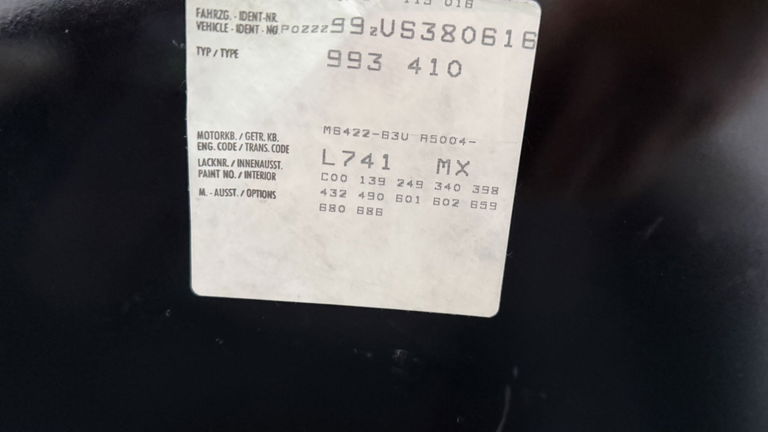 FAHRZG. - IDENT-NR.
VEHICLE - IDENT - NO P0ZZZ99ZUS380616
TYP / TYPE 993 410
MOTORKB. / GETR. KB. M6422-63U A5004-
ENG. CODE / TRANS. CODE
LACKNR. / INNENAUSST. L741 MX
PAINT NO. / INTERIOR C00 139 249 340 398
M. - AUSST. / OPTIONS 432 490 601 602 659
680 686